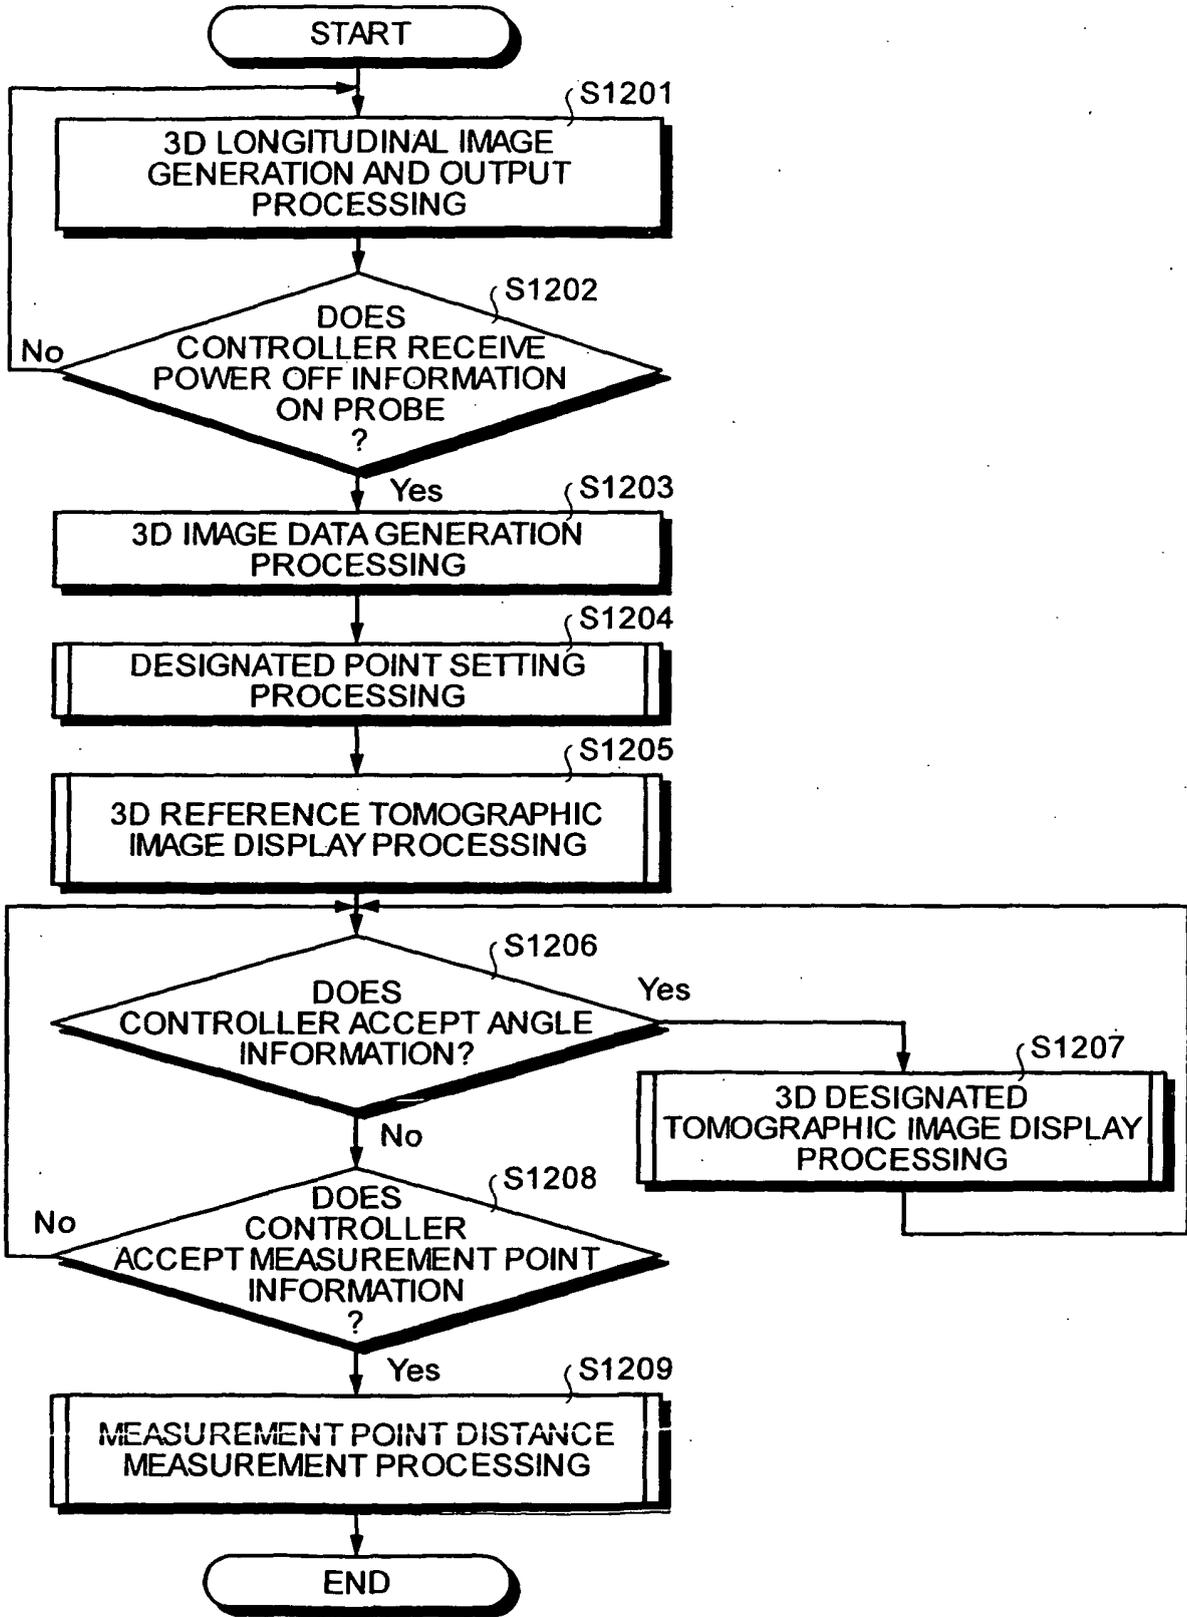 START
S1201
3D LONGITUDINAL IMAGE
GENERATION AND OUTPUT
PROCESSING
S1202
DOES
CONTROLLER RECEIVE
POWER OFF INFORMATION
ON PROBE
?
No
Yes
S1203
3D IMAGE DATA GENERATION
PROCESSING
S1204
DESIGNATED POINT SETTING
PROCESSING
S1205
3D REFERENCE TOMOGRAPHIC
IMAGE DISPLAY PROCESSING
S1206
DOES
CONTROLLER ACCEPT ANGLE
INFORMATION?
Yes
S1207
3D DESIGNATED
TOMOGRAPHIC IMAGE DISPLAY
PROCESSING
No
S1208
DOES
CONTROLLER
ACCEPT MEASUREMENT POINT
INFORMATION
?
No
Yes
S1209
MEASUREMENT POINT DISTANCE
MEASUREMENT PROCESSING
END